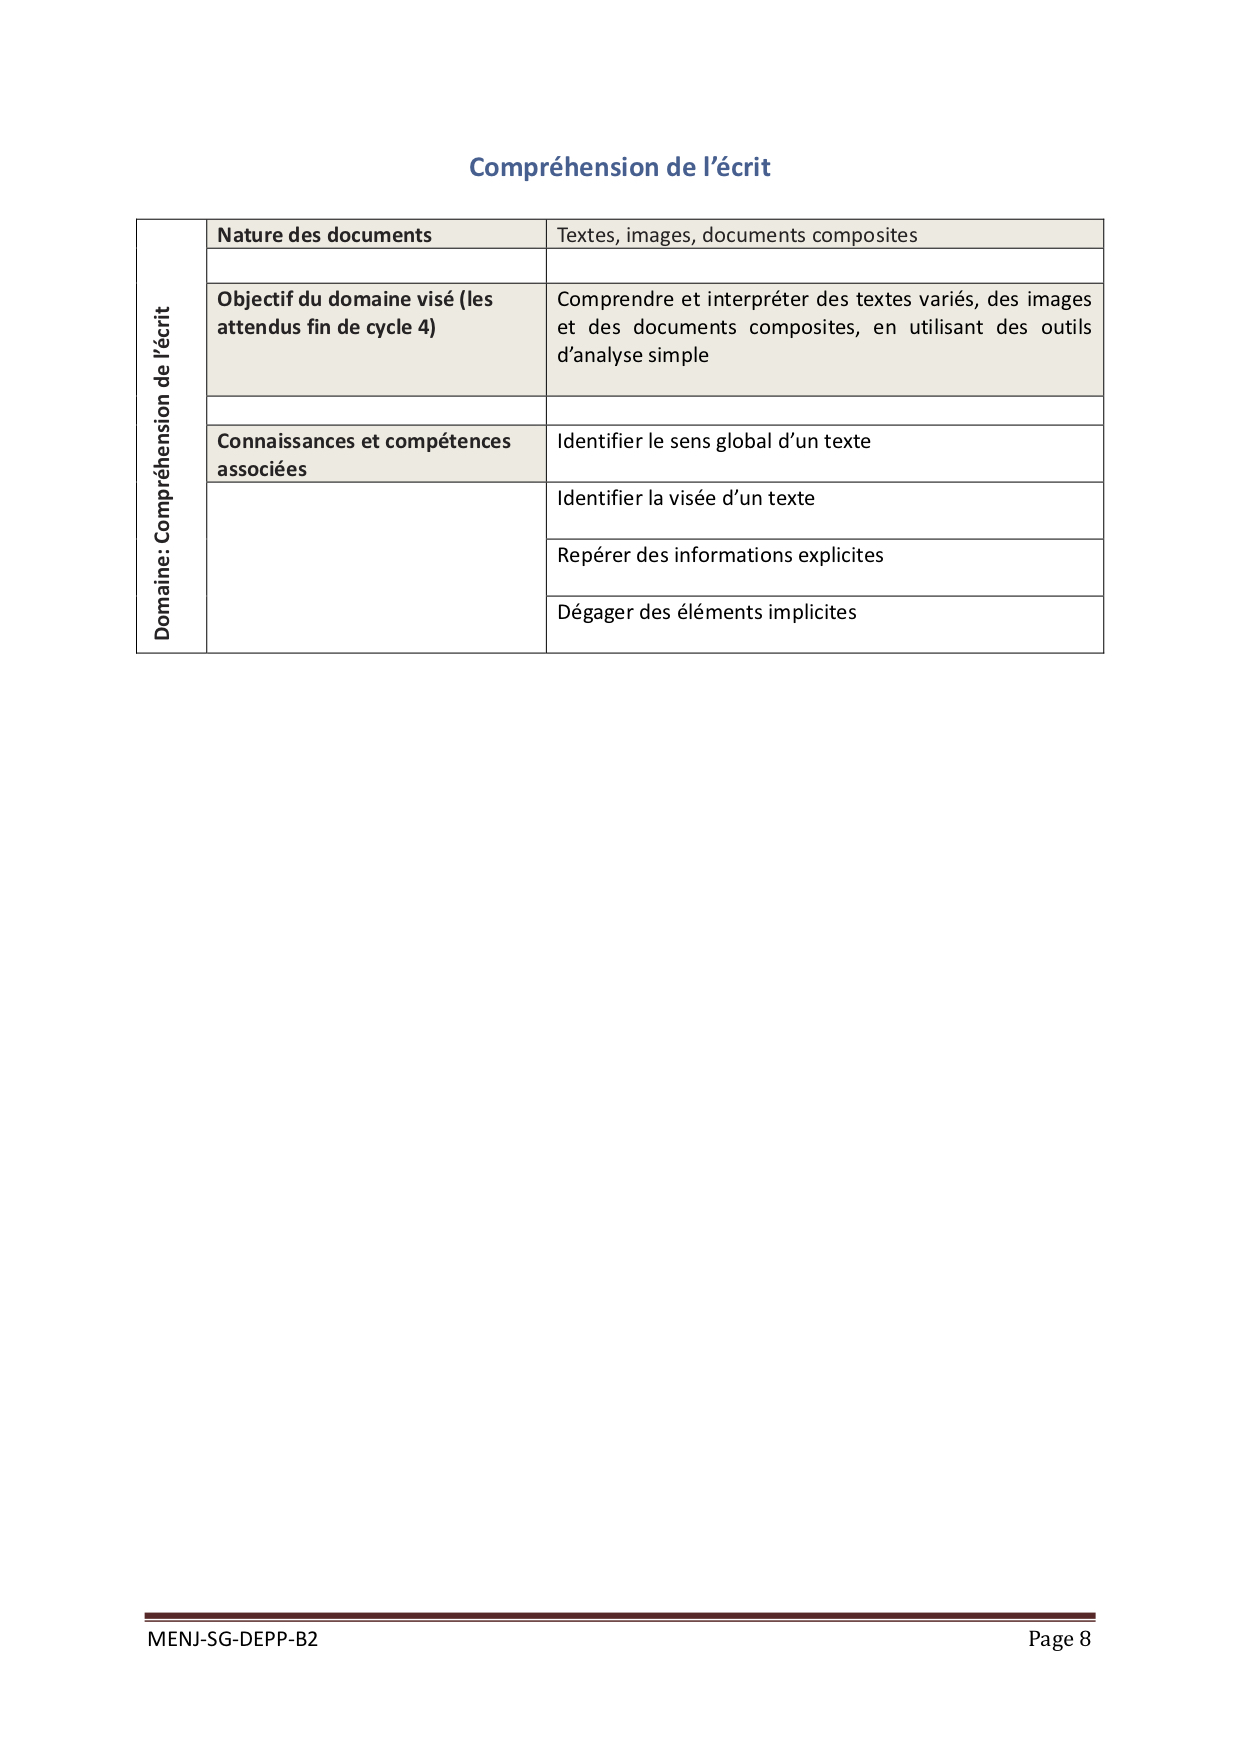 Compréhension de l’écrit
Domaine: Compréhension de l’écrit
Nature des documents
Textes, images, documents composites
Objectif du domaine visé (les
attendus fin de cycle 4)
Comprendre et interpréter des textes variés, des images
et des documents composites, en utilisant des outils
d’analyse simple
Connaissances et compétences
associées
Identifier le sens global d’un texte
Identifier la visée d’un texte
Repérer des informations explicites
Dégager des éléments implicites
MENJ-SG-DEPP-B2
Page 8